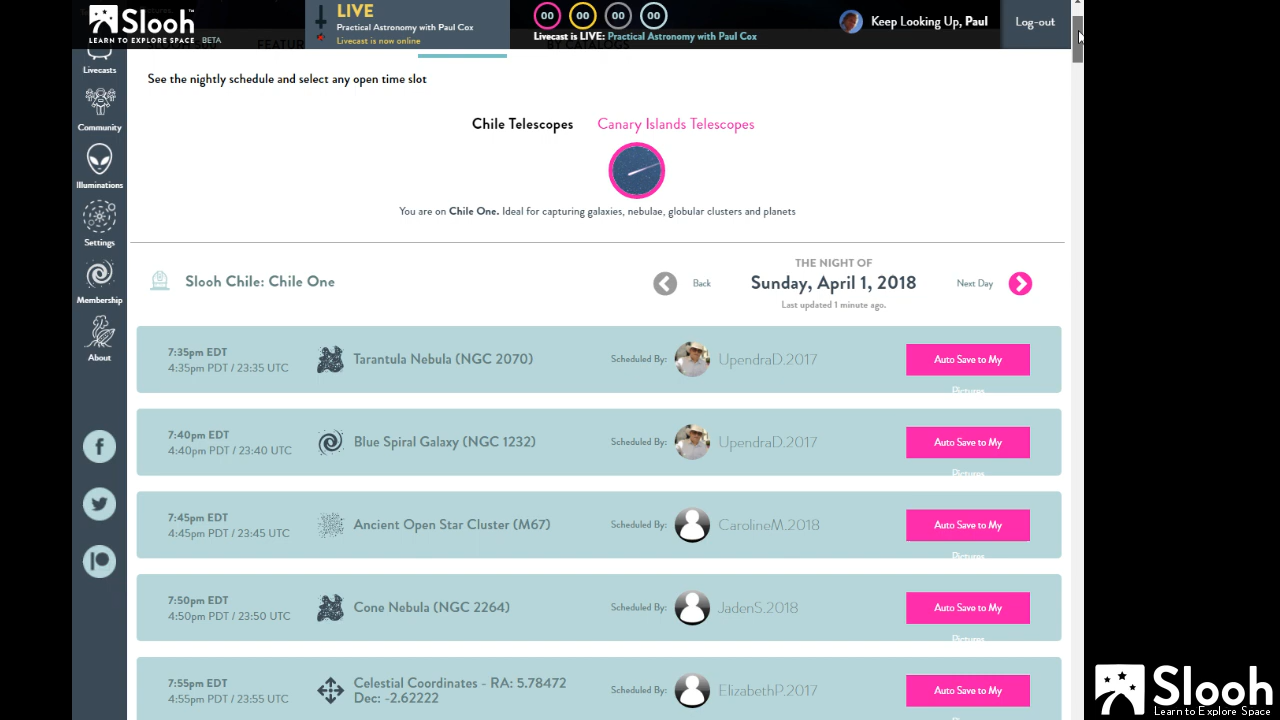 Slooh™
LEARN TO EXPLORE SPACE BETA
LIVE
Practical Astronomy with Paul Cox
Livecast is now online
00 00 00 00
Livecast is LIVE: Practical Astronomy with Paul Cox
Keep Looking Up, Paul
Log-out
Livecasts
Community
Illuminations
Settings
Membership
About
See the nightly schedule and select any open time slot
Chile Telescopes Canary Islands Telescopes
You are on Chile One. Ideal for capturing galaxies, nebulae, globular clusters and planets
Slooh Chile: Chile One
Back
THE NIGHT OF
Sunday, April 1, 2018
Last updated 1 minute ago.
Next Day
7:35pm EDT
4:35pm PDT / 23:35 UTC
Tarantula Nebula (NGC 2070)
Scheduled By: UpendraD.2017
Auto Save to My
Pictures
7:40pm EDT
4:40pm PDT / 23:40 UTC
Blue Spiral Galaxy (NGC 1232)
Scheduled By: UpendraD.2017
Auto Save to My
Pictures
7:45pm EDT
4:45pm PDT / 23:45 UTC
Ancient Open Star Cluster (M67)
Scheduled By: CarolineM.2018
Auto Save to My
Pictures
7:50pm EDT
4:50pm PDT / 23:50 UTC
Cone Nebula (NGC 2264)
Scheduled By: JadenS.2018
Auto Save to My
Pictures
7:55pm EDT
4:55pm PDT / 23:55 UTC
Celestial Coordinates - RA: 5.78472
Dec: -2.62222
Scheduled By: ElizabethP.2017
Auto Save to My
Slooh
Learn to Explore Space